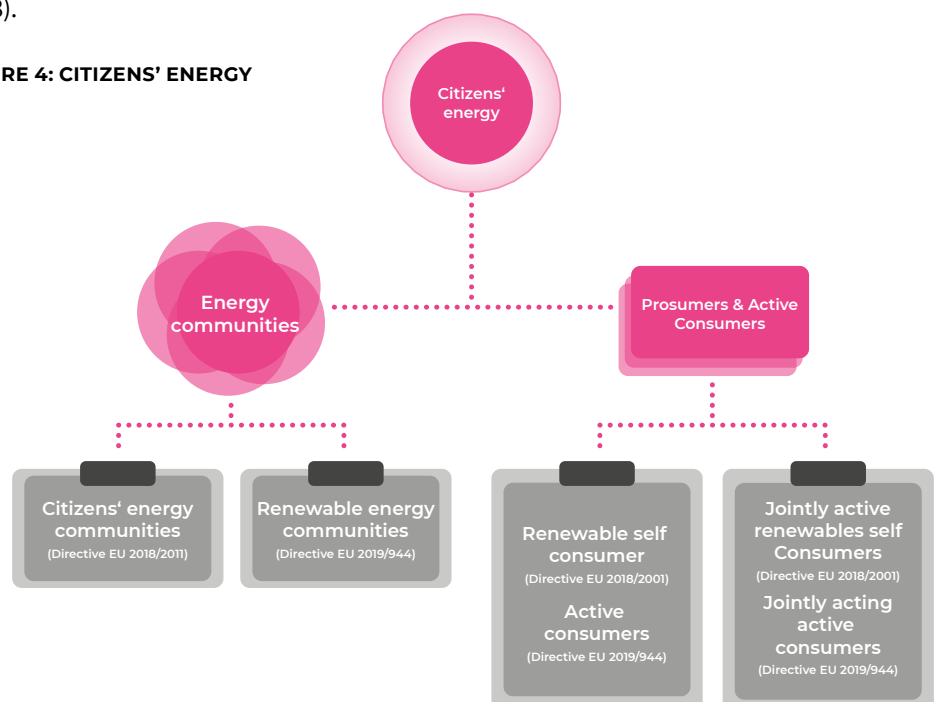 3).
RE 4: CITIZENS’ ENERGY
Citizens‘
energy
Energy
communities
Prosumers & Active
Consumers
Citizens‘ energy
communities
(Directive EU 2018/2011)
Renewable energy
communities
(Directive EU 2019/944)
Renewable self
consumer
(Directive EU 2018/2001)
Active
consumers
(Directive EU 2019/944)
Jointly active
renewables self
Consumers
(Directive EU 2018/2001)
Jointly acting
active
consumers
(Directive EU 2019/944)